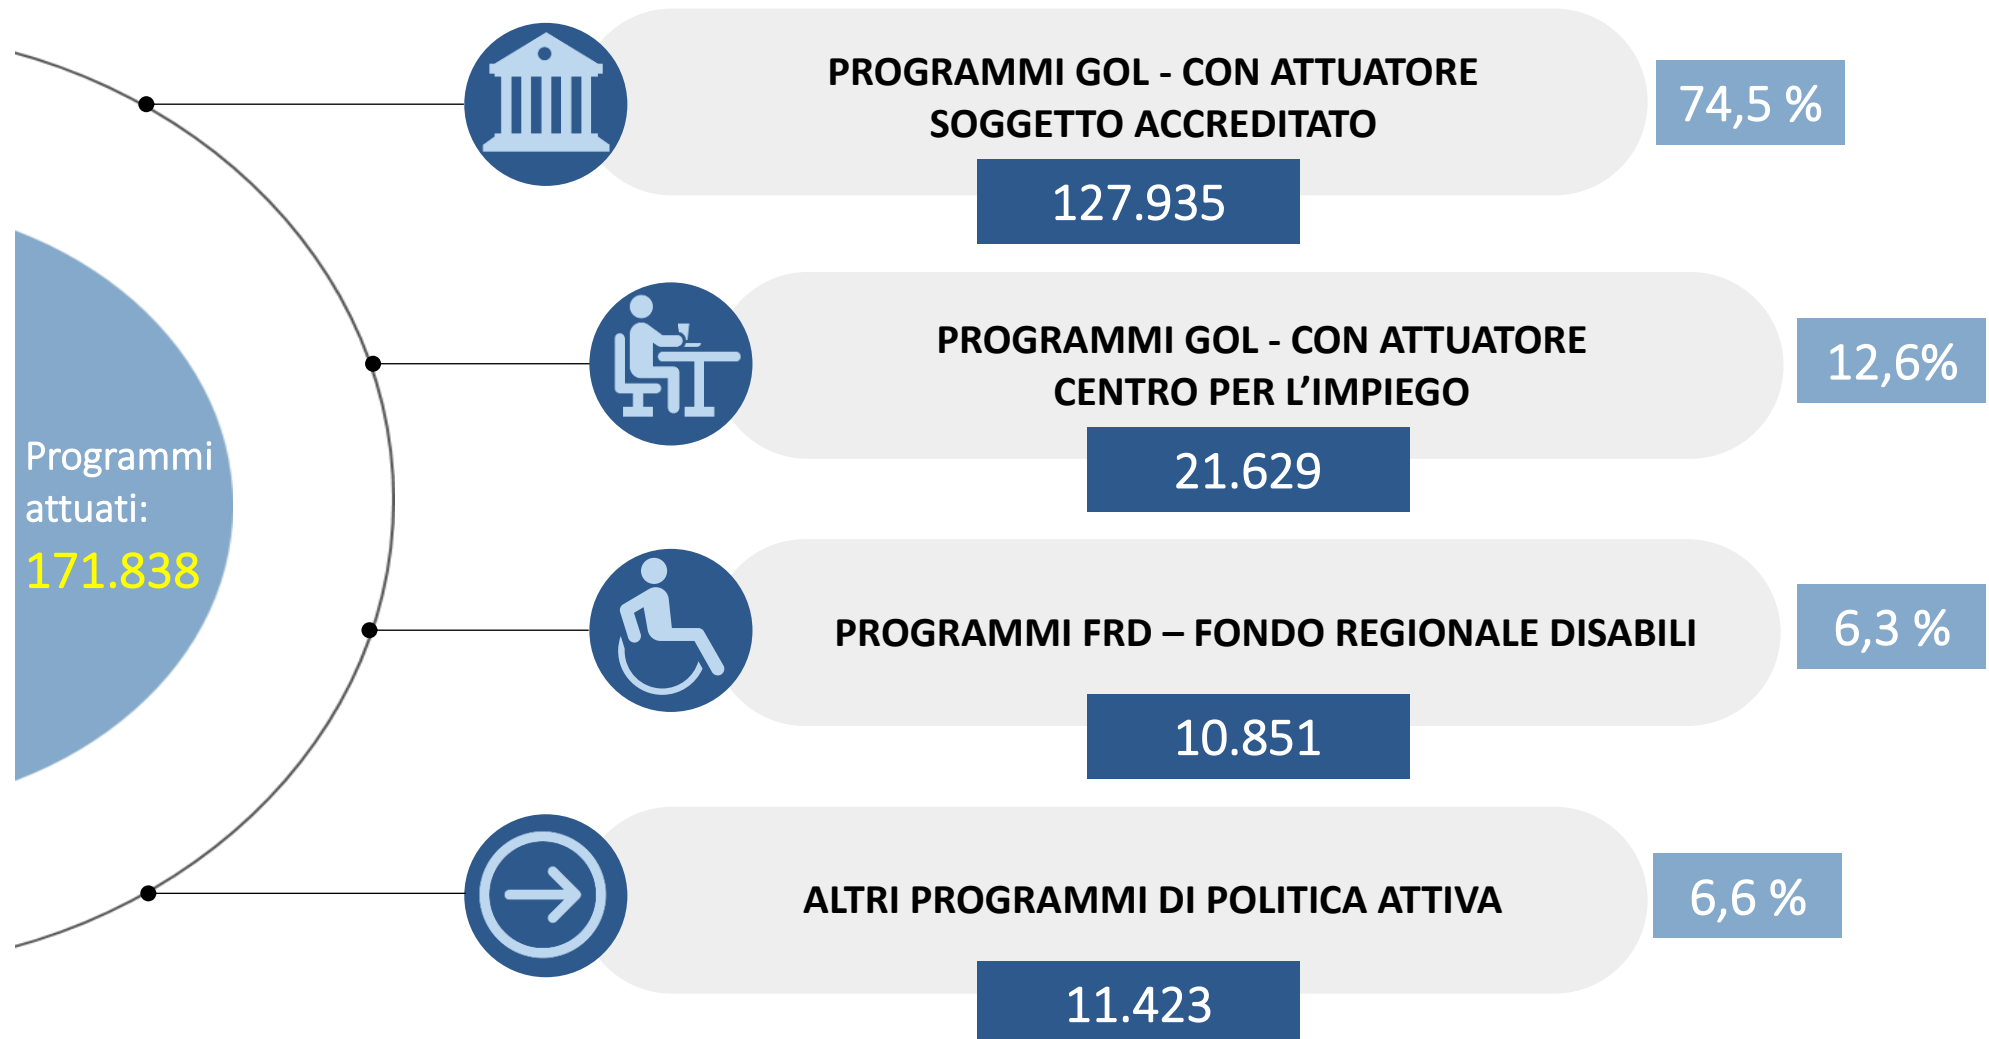 PROGRAMMI GOL - CON ATTUATORE
SOGGETTO ACCREDITATO
74,5 %
127.935
PROGRAMMI GOL - CON ATTUATORE
CENTRO PER L’IMPIEGO
12,6%
21.629
Programmi
attuati:
171.838
PROGRAMMI FRD – FONDO REGIONALE DISABILI
6,3 %
10.851
ALTRI PROGRAMMI DI POLITICA ATTIVA
6,6 %
11.423